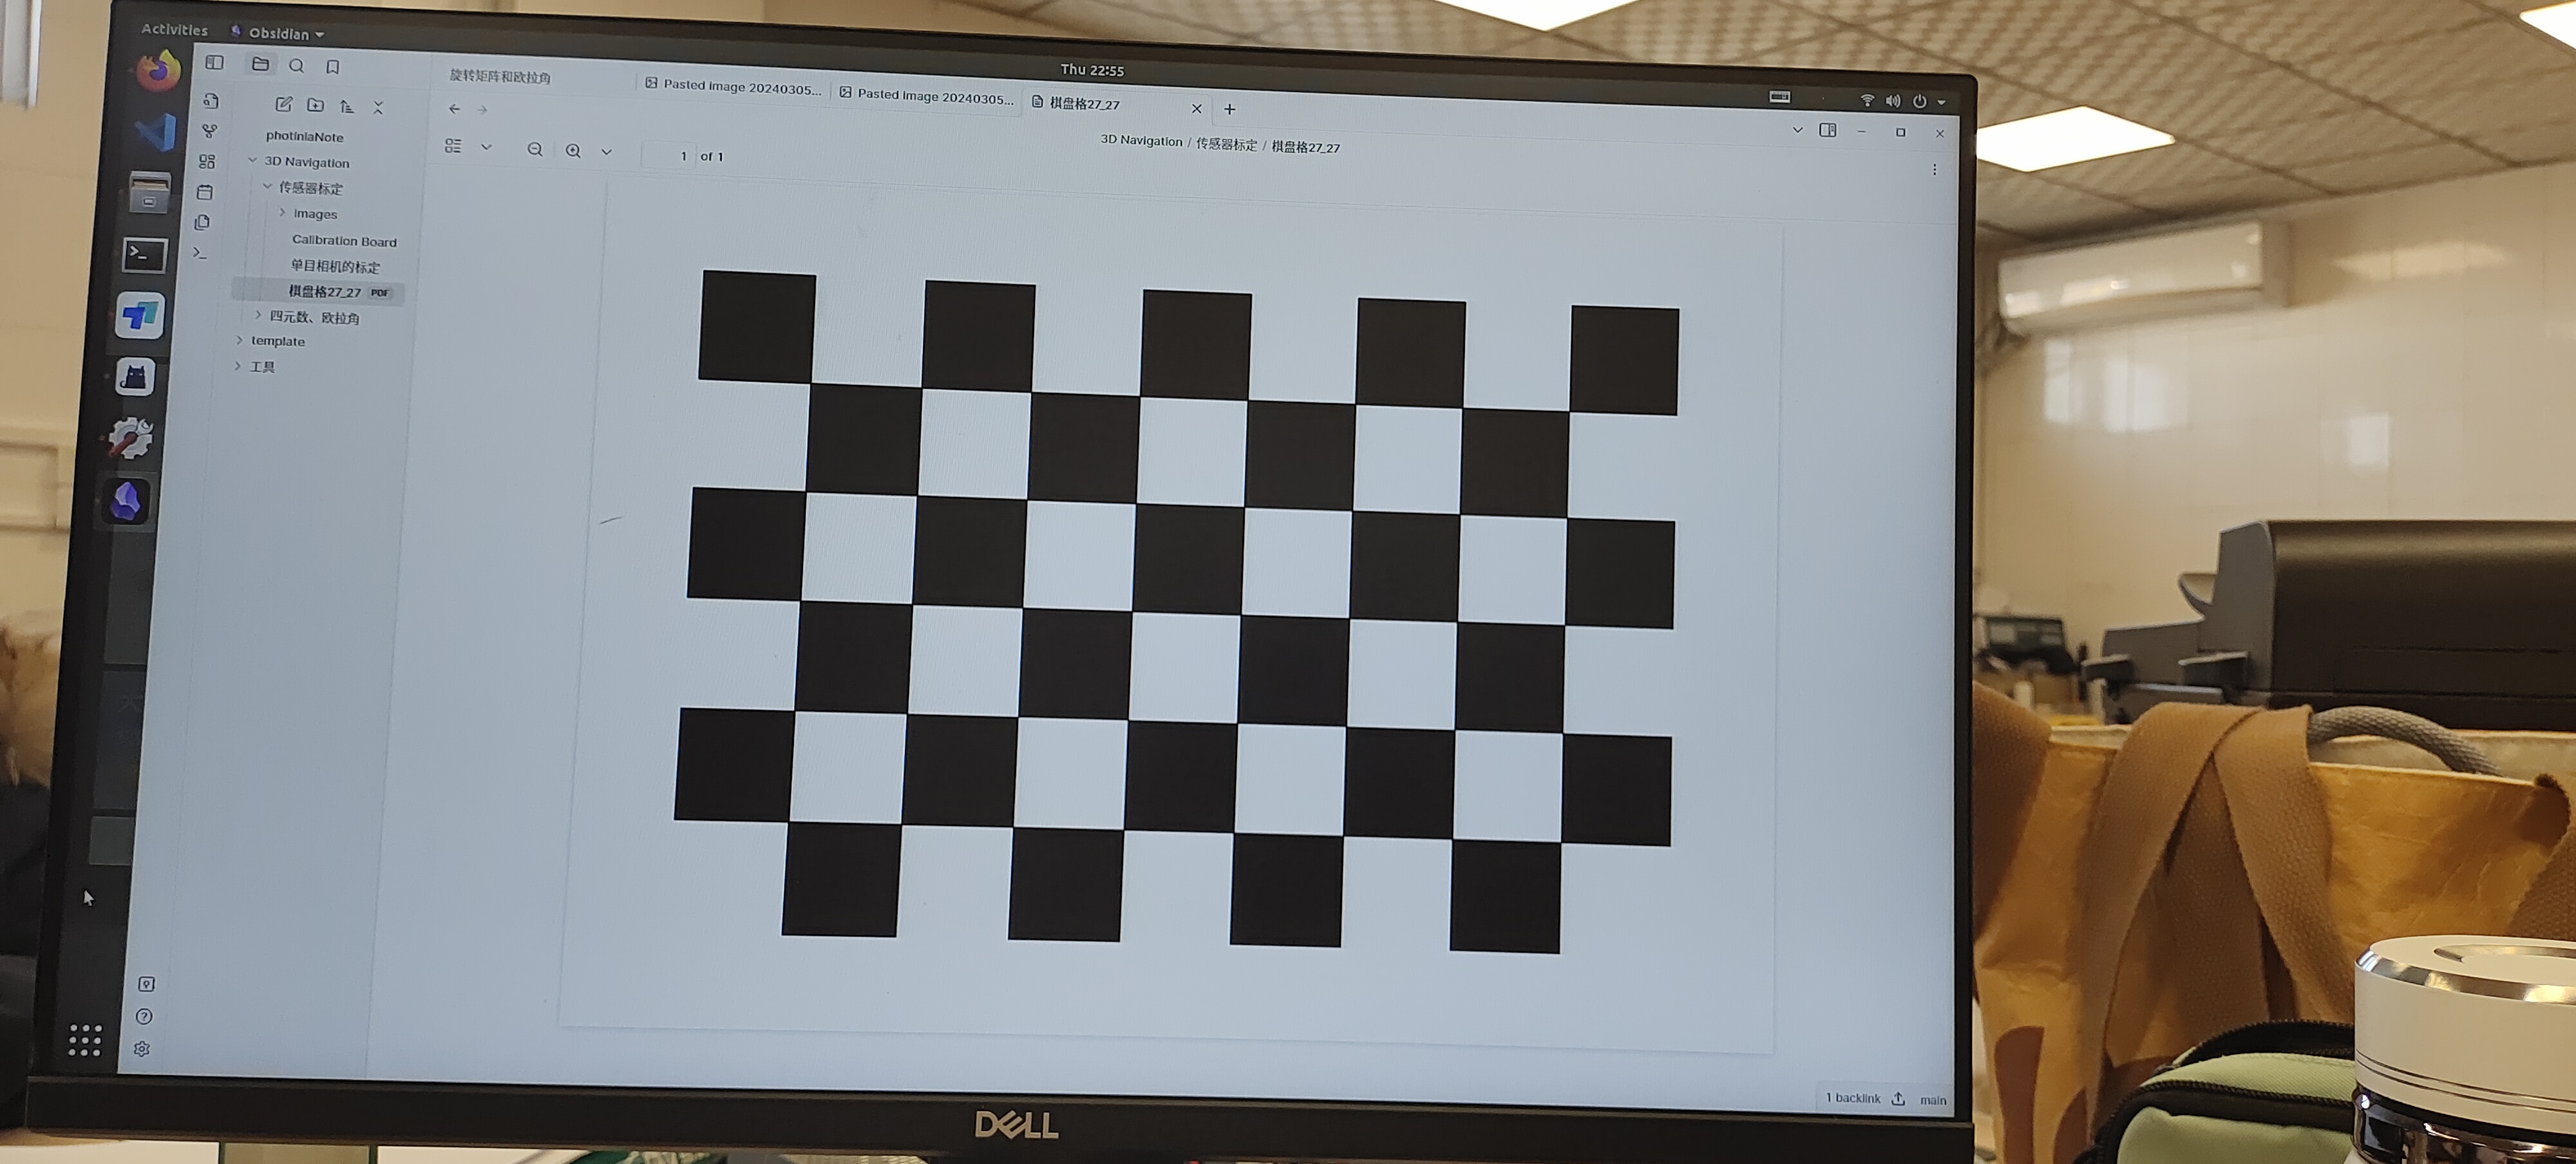 Activities
Obsidian
Thu 22:55
旋转矩阵和欧拉角
Pasted image 20240305...
Pasted image 20240305...
棋盘格27_27
3D Navigation / 传感器标定 / 棋盘格27_27
1 of 1
photiniaNote
3D Navigation
传感器标定
images
Calibration Board
单目相机的标定
棋盘格27_27 PDF
四元数、欧拉角
template
工具
1 backlink
main
DELL